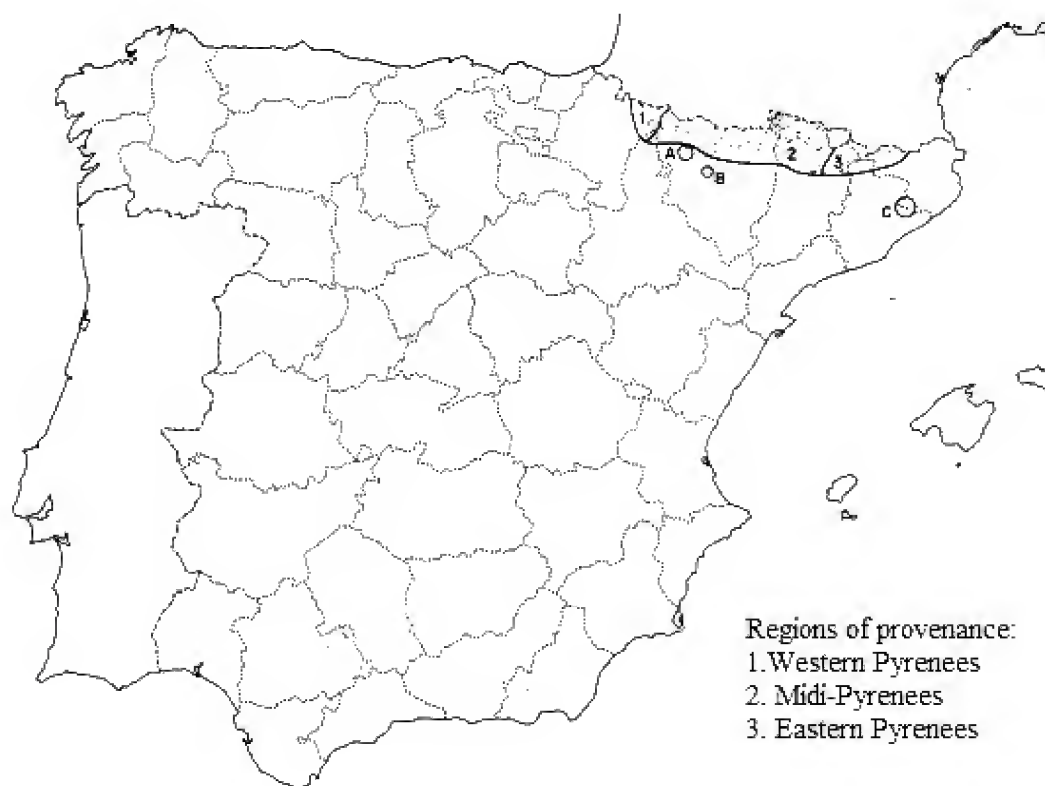 1
2
3
A
B
C
Regions of provenance:
1.Western Pyrenees
2. Midi-Pyrenees
3. Eastern Pyrenees